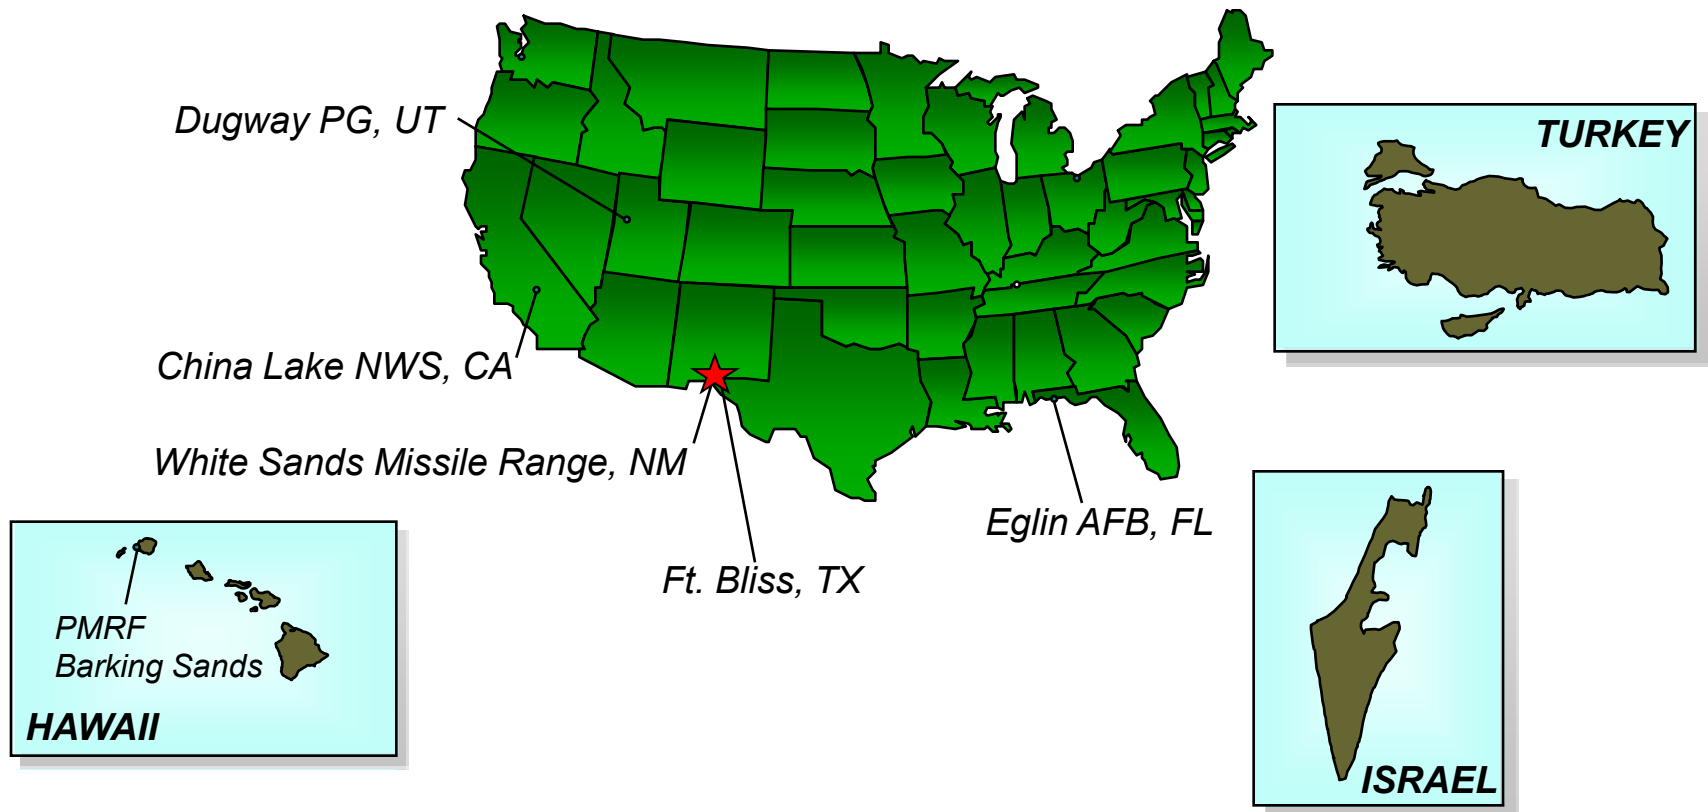 Dugway PG, UT
TURKEY
China Lake NWS, CA
White Sands Missile Range, NM
Eglin AFB, FL
Ft. Bliss, TX
PMRF
Barking Sands
HAWAII
ISRAEL